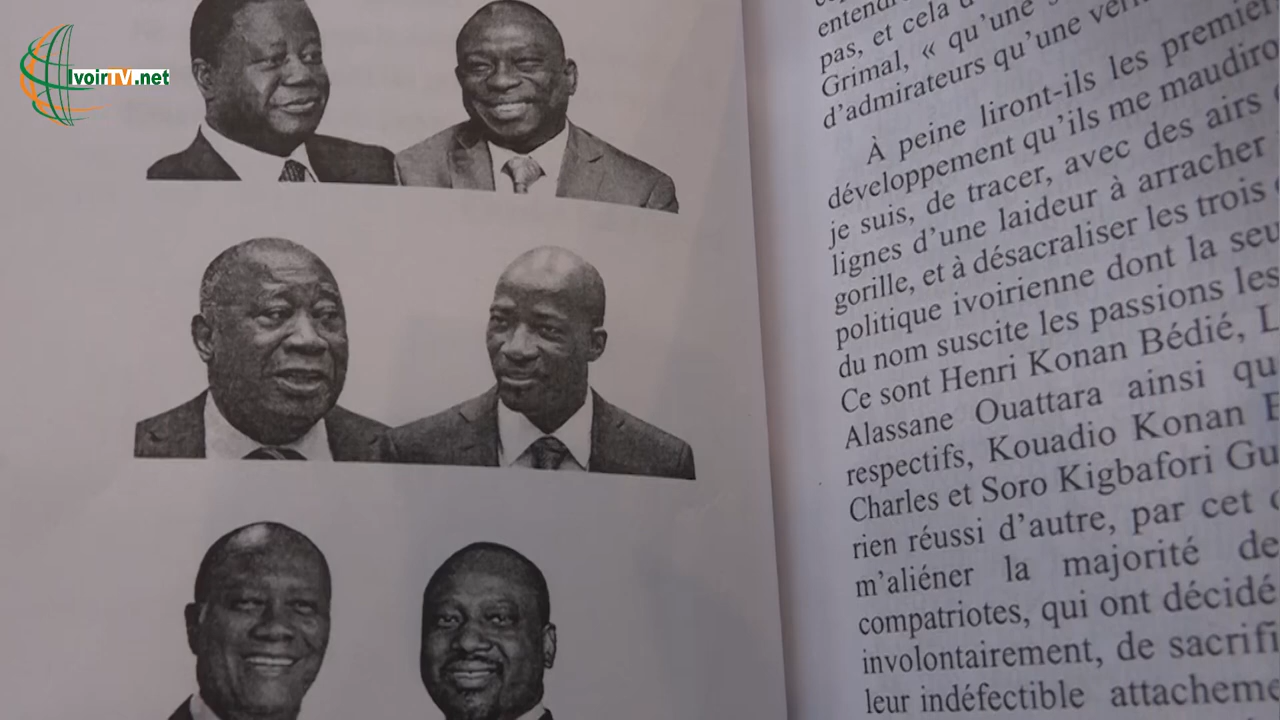 IvoirTV.net
pas, et cela
Grimal, « qu'une
d'admirateurs qu'une
À peine liront-ils les premier
développement qu'ils me maudiro
je suis, de tracer, avec des airs
lignes d'une laideur à arracher
gorille, et à désacraliser les trois
politique ivoirienne dont la seu
du nom suscite les passions les
Ce sont Henri Konan Bédié, L
Alassane Ouattara ainsi qu
respectifs, Kouadio Konan
Charles et Soro Kigbafori Gu
rien réussi d'autre, par cet
m'aliéner la majorité de
compatriotes, qui ont décidé
involontairement, de sacrifi
leur indéfectible attacheme